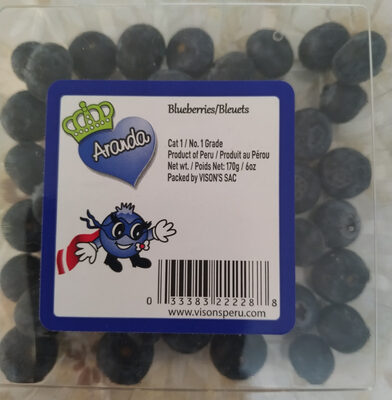 Blueberries/Bleuets
Aranda
Cat 1 / No. 1 Grade
Product of Peru / Produit au Pérou
Net wt. / Poids Net: 170g / 6oz
Packed by VISON'S SAC
0 33383 22228 8
www.visonsperu.com